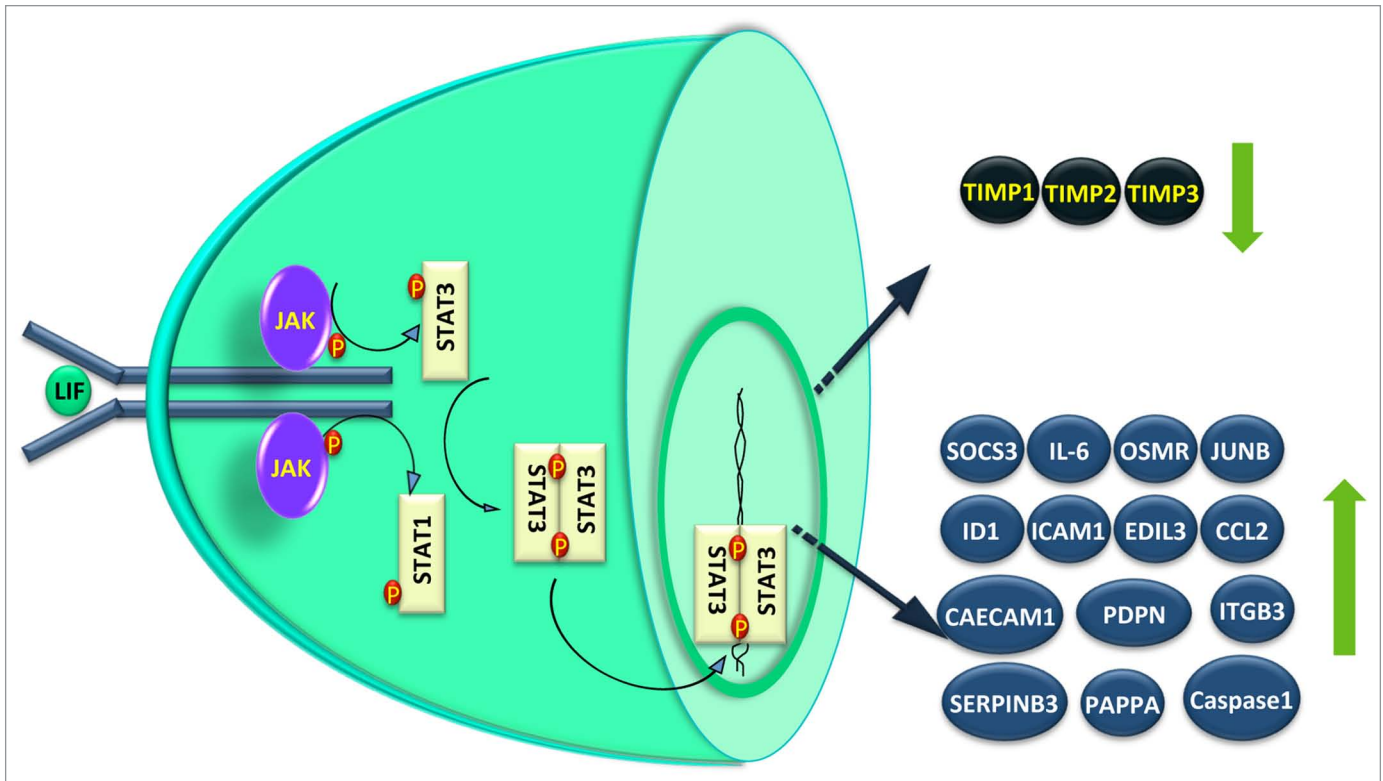 LIF
JAK
P
P
STAT3
JAK
P
STAT1
P
STAT3
STAT3
P
P
STAT3
STAT3
P
P
TIMP1 TIMP2 TIMP3
SOCS3 IL-6 OSMR JUNB
ID1 ICAM1 EDIL3 CCL2
CAECAM1 PDPN ITGB3
SERPINB3 PAPPA Caspase1